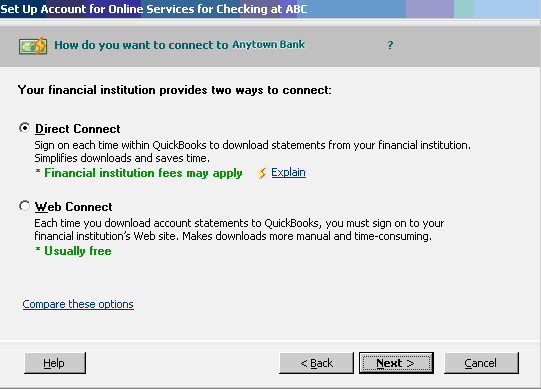 Set Up Account for Online Services for Checking at ABC
How do you want to connect to Anytown Bank ?
Your financial institution provides two ways to connect:
Direct Connect
Sign on each time within QuickBooks to download statements from your financial institution.
Simplifies downloads and saves time.
* Financial institution fees may apply Explain
Web Connect
Each time you download account statements to QuickBooks, you must sign on to your
financial institution's Web site. Makes downloads more manual and time-consuming.
* Usually free
Compare these options
Help < Back Next > Cancel